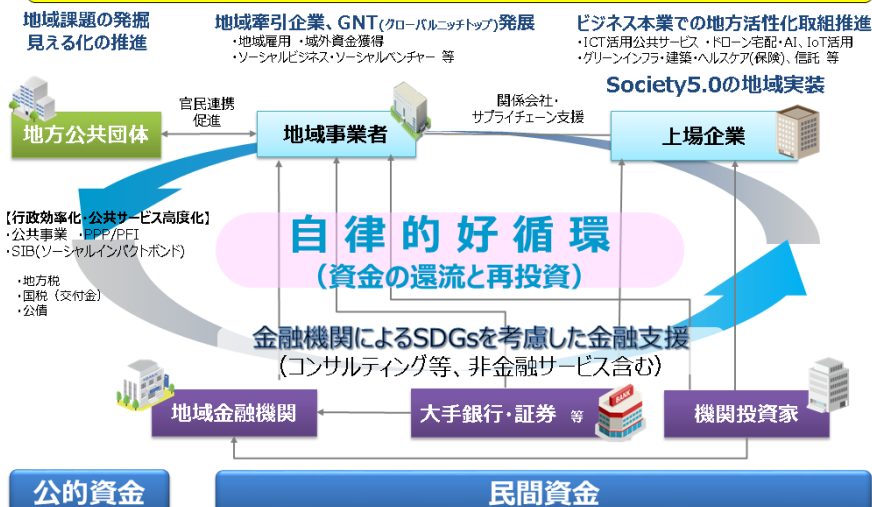 地域課題の発掘
見える化の推進
地域牽引企業、GNT(グローバルニッチトップ)発展
・地域雇用 ・域外資金獲得
・ソーシャルビジネス・ソーシャルベンチャー 等
ビジネス本業での地方活性化取組推進
・ICT活用公共サービス ・ドローン宅配・AI、IoT活用
・グリーンインフラ・建築・ヘルスケア(保険)、信託 等
Society5.0の地域実装
地方公共団体
官民連携
促進
地域事業者
関係会社・
サプライチェーン支援
上場企業
【行政効率化・公共サービス高度化】
・公共事業 ・PPP/PFI
・SIB(ソーシャルインパクトボンド)
・地方税
・国税（交付金）
・公債
自律的好循環
（資金の還流と再投資）
金融機関によるSDGsを考慮した金融支援
（コンサルティング等、非金融サービス含む）
地域金融機関
大手銀行・証券 等
BANK
機関投資家
公的資金
民間資金